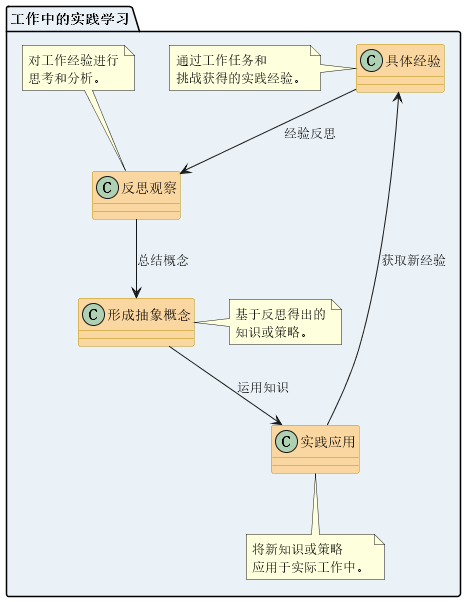 工作中的实践学习
对工作经验进行
思考和分析。
通过工作任务和
挑战获得的实践经验。
C 具体经验
经验反思
C 反思观察
总结概念
获取新经验
C 形成抽象概念
基于反思得出的
知识或策略。
运用知识
C 实践应用
将新知识或策略
应用于实际工作中。